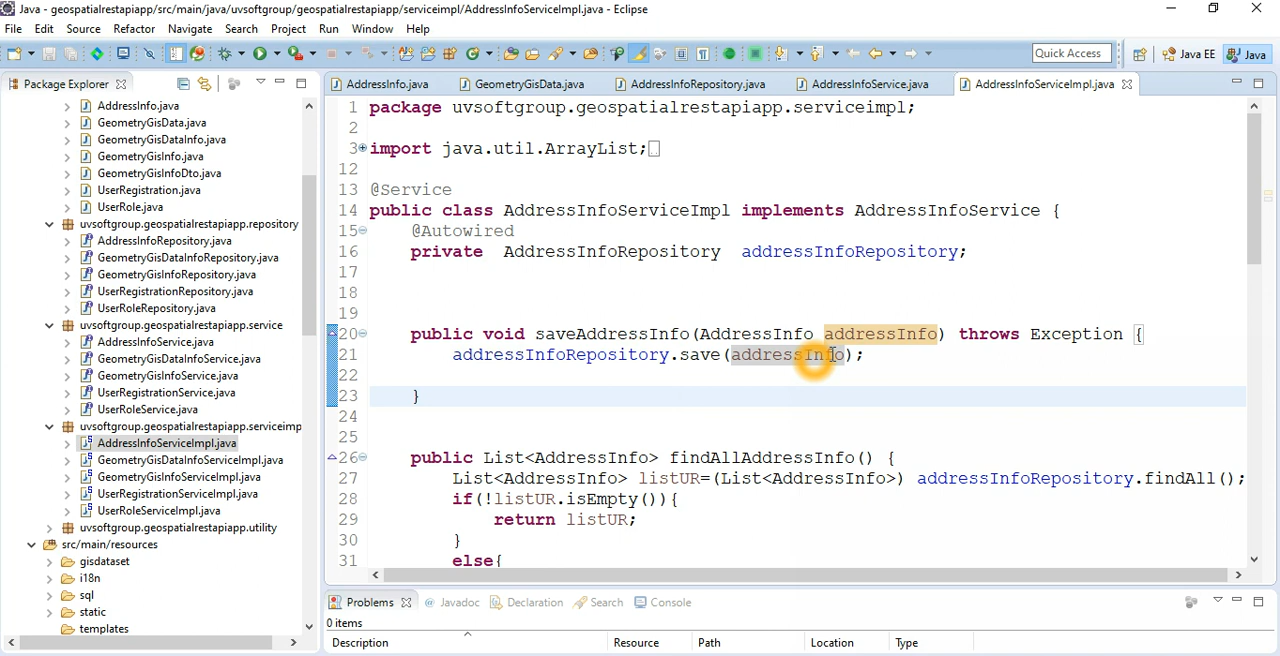 Java - geospatialrestapiapp/src/main/java/uvsoftgroup/geospatialrestapiapp/serviceimpl/AddressInfoServiceImpl.java - Eclipse
File Edit Source Refactor Navigate Search Project Run Window Help
Quick Access Java EE Java
Package Explorer
AddressInfo.java GeometryGisData.java AddressInfoRepository.java AddressInfoService.java AddressInfoServiceImpl.java
AddressInfo.java
GeometryGisData.java
GeometryGisDataInfo.java
GeometryGisInfo.java
GeometryGisInfoDto.java
UserRegistration.java
UserRole.java
uvsoftgroup.geospatialrestapiapp.repository
AddressInfoRepository.java
GeometryGisDataInfoRepository.java
GeometryGisInfoRepository.java
UserRegistrationRepository.java
UserRoleRepository.java
uvsoftgroup.geospatialrestapiapp.service
AddressInfoService.java
GeometryGisDataInfoService.java
GeometryGisInfoService.java
UserRegistrationService.java
UserRoleService.java
uvsoftgroup.geospatialrestapiapp.serviceimp
AddressInfoServiceImpl.java
GeometryGisDataInfoServiceImpl.java
GeometryGisInfoServiceImpl.java
UserRegistrationServiceImpl.java
UserRoleServiceImpl.java
uvsoftgroup.geospatialrestapiapp.utility
src/main/resources
gisdataset
i18n
sql
static
templates
1 package uvsoftgroup.geospatialrestapiapp.serviceimpl;
2
3 import java.util.ArrayList;
12
13 @Service
14 public class AddressInfoServiceImpl implements AddressInfoService {
15 @Autowired
16 private AddressInfoRepository addressInfoRepository;
17
18
19
20 public void saveAddressInfo(AddressInfo addressInfo) throws Exception {
21 addressInfoRepository.save(addressInfo);
22
23 }
24
25
26 public List<AddressInfo> findAllAddressInfo() {
27 List<AddressInfo> listUR=(List<AddressInfo>) addressInfoRepository.findAll();
28 if(!listUR.isEmpty()){
29 return listUR;
30 }
31 else{
Problems Javadoc Declaration Search Console
0 items
Description Resource Path Location Type